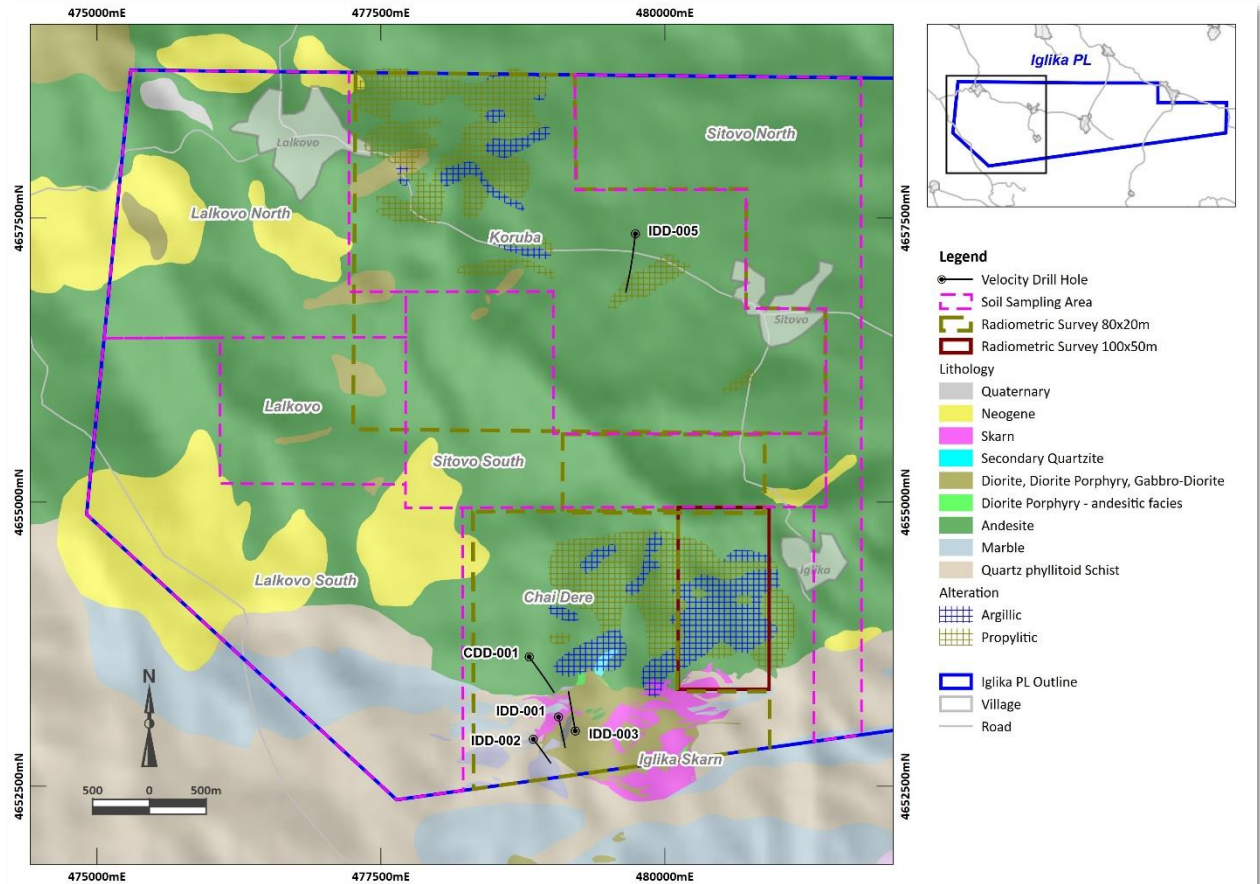 475000mE
477500mE
480000mE
Iglika PL
Lalkovo
Sitovo North
4657500mN
4657500mN
Lalkovo North
Koruba
IDD-005
Sitovo
Lalkovo
Sitovo South
4655000mN
4655000mN
Lalkovo South
Chai Dere
Iglika
CDD-001
IDD-001
IDD-002
IDD-003
Iglika Skarn
N
500
0
500m
4652500mN
4652500mN
475000mE
477500mE
480000mE
Legend
Velocity Drill Hole
Soil Sampling Area
Radiometric Survey 80x20m
Radiometric Survey 100x50m
Lithology
Quaternary
Neogene
Skarn
Secondary Quartzite
Diorite, Diorite Porphyry, Gabbro-Diorite
Diorite Porphyry - andesitic facies
Andesite
Marble
Quartz phyllitoid Schist
Alteration
Argillic
Propylitic
Iglika PL Outline
Village
Road